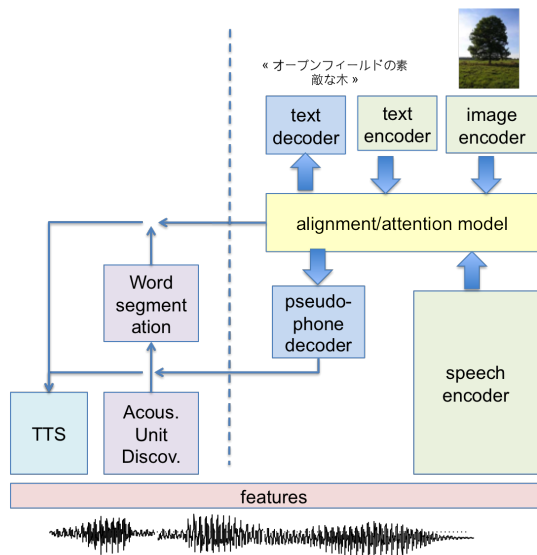 « オープンフィールドの素
敵な木 »
text
decoder
text
encoder
image
encoder
alignment/attention model
Word
segment
ation
pseudo-
phone
decoder
speech
encoder
TTS
Acous.
Unit
Discov.
features